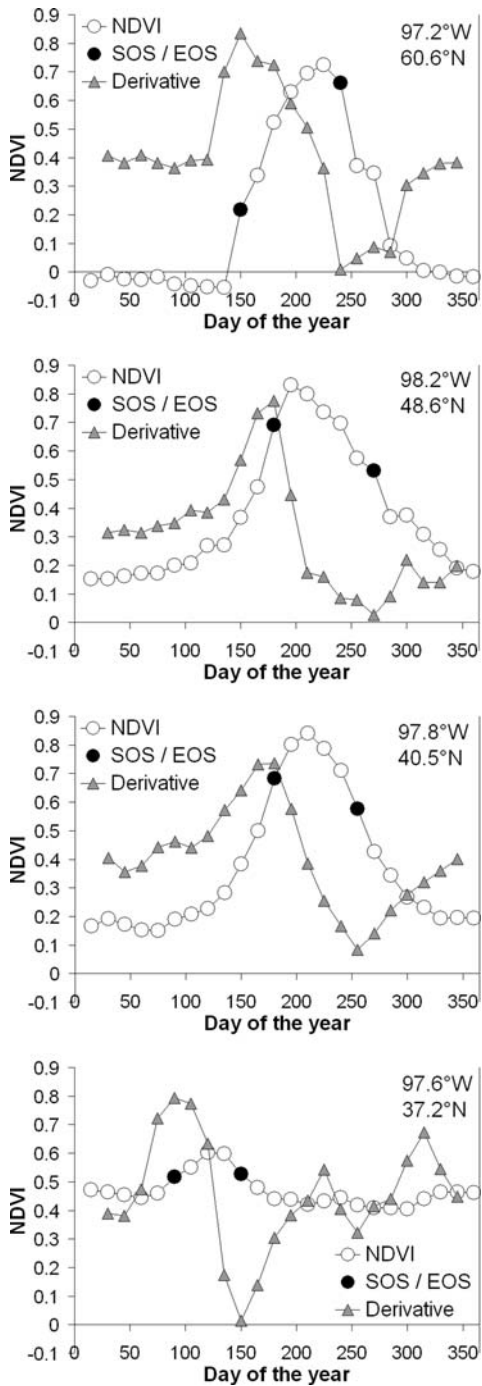 0.9
0.8
0.7
0.6
0.5
0.4
0.3
0.2
0.1
0
-0.1
NDVI
NDVI
SOS / EOS
Derivative
97.2°W
60.6°N
0 50 100 150 200 250 300 350
Day of the year
0.9
0.8
0.7
0.6
0.5
0.4
0.3
0.2
0.1
0
-0.1
NDVI
NDVI
SOS / EOS
Derivative
98.2°W
48.6°N
0 50 100 150 200 250 300 350
Day of the year
0.9
0.8
0.7
0.6
0.5
0.4
0.3
0.2
0.1
0
-0.1
NDVI
NDVI
SOS / EOS
Derivative
97.8°W
40.5°N
0 50 100 150 200 250 300 350
Day of the year
0.9
0.8
0.7
0.6
0.5
0.4
0.3
0.2
0.1
0
-0.1
NDVI
97.6°W
37.2°N
NDVI
SOS / EOS
Derivative
0 50 100 150 200 250 300 350
Day of the year